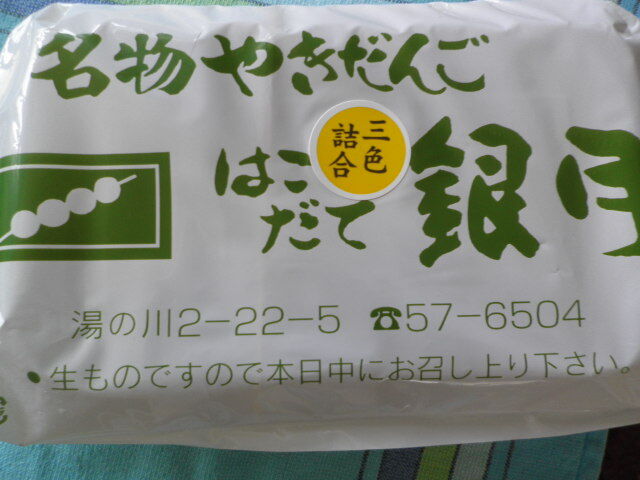 名物やきだんご
三色
詰合
はこ
だて
銀月
湯の川2-22-5 ☎57-6504
・生ものですので本日中にお召し上り下さい。